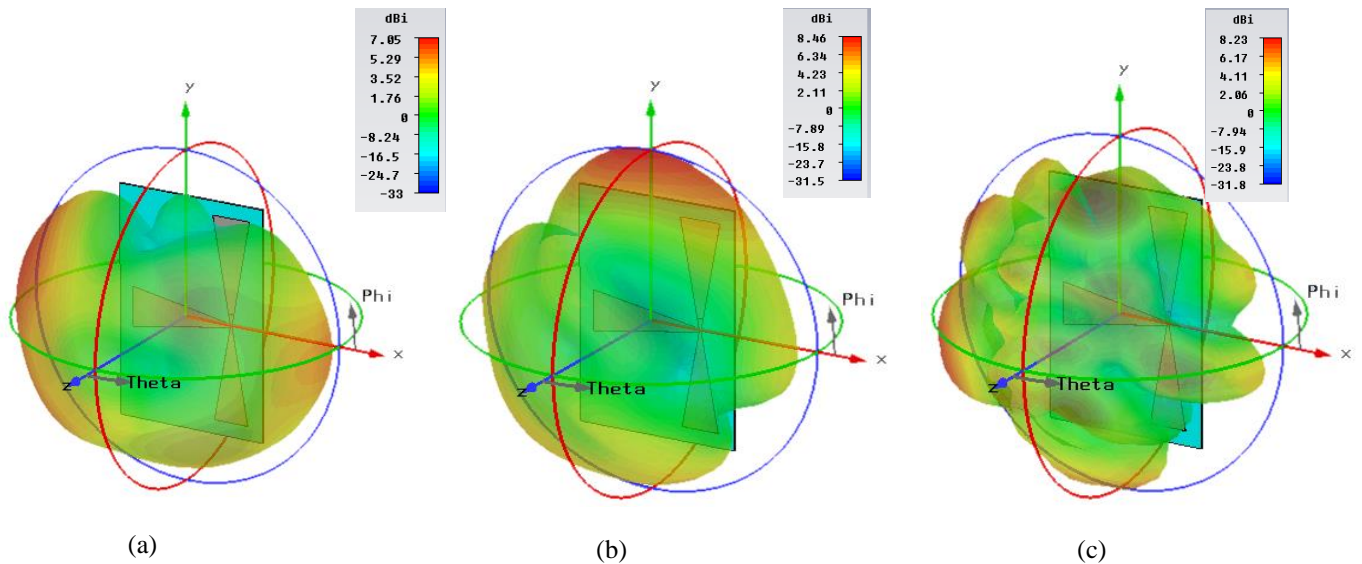 dBi
7.05
5.29
3.52
1.76
0
-8.24
-16.5
-24.7
-33
y
Phi
x
z
Theta
(a)
dBi
8.46
6.34
4.23
2.11
0
-7.89
-15.8
-23.7
-31.5
y
Phi
x
z
Theta
(b)
dBi
8.23
6.17
4.11
2.06
0
-7.94
-15.9
-23.8
-31.8
y
Phi
x
z
Theta
(c)